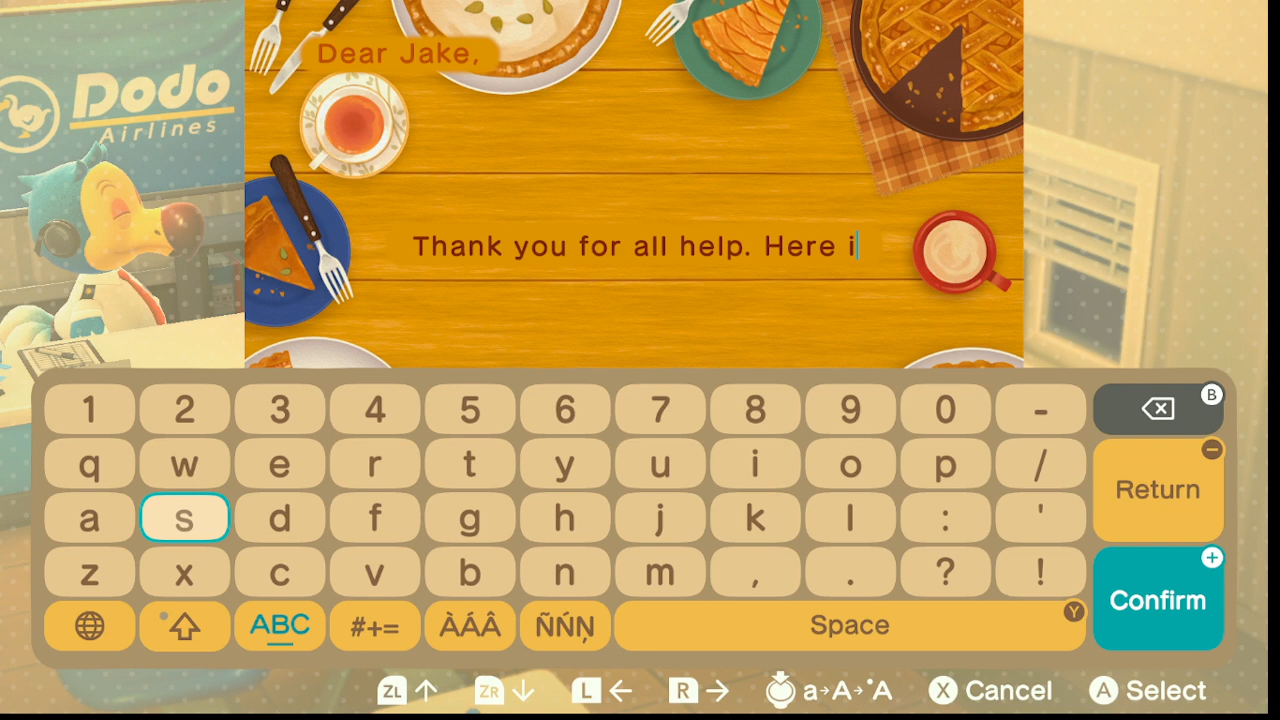 Dear Jake,
Dodo
Airlines
Thank you for all help. Here i
1 2 3 4 5 6 7 8 9 0 - B
q w e r t y u i o p / Return
a s d f g h j k l : '
z x c v b n m , . ? ! Confirm
ABC #+= ÀÁÂ ÑŃŅ Space Y
ZL ↑ ZR ↓ L ← R → a→A→•A X Cancel A Select